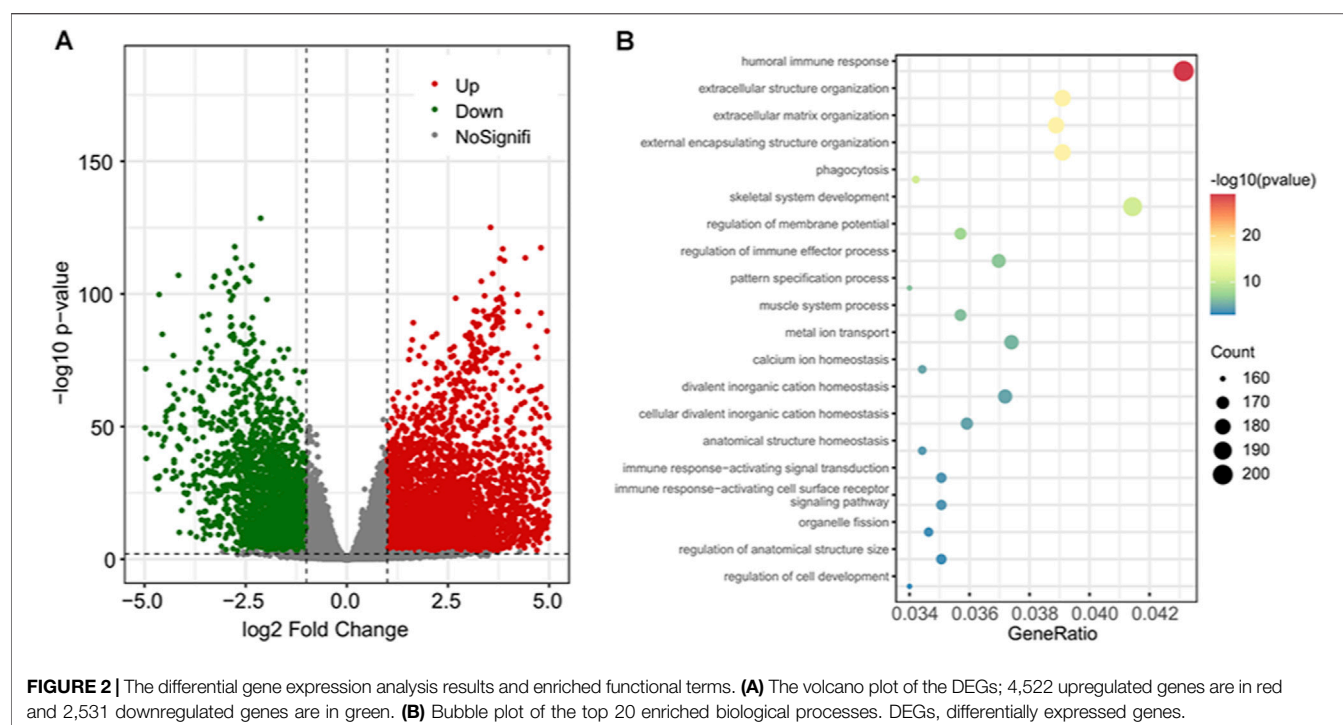 A
Up
Down
NoSignifi
150
100
50
0
−log10 p−value
−5.0 −2.5 0.0 2.5 5.0
log2 Fold Change
B
humoral immune response
extracellular structure organization
extracellular matrix organization
external encapsulating structure organization
phagocytosis
skeletal system development
regulation of membrane potential
regulation of immune effector process
pattern specification process
muscle system process
metal ion transport
calcium ion homeostasis
divalent inorganic cation homeostasis
cellular divalent inorganic cation homeostasis
anatomical structure homeostasis
immune response−activating signal transduction
immune response−activating cell surface receptor
signaling pathway
organelle fission
regulation of anatomical structure size
regulation of cell development
0.034 0.036 0.038 0.040 0.042
GeneRatio
-log10(pvalue)
20
10
Count
160
170
180
190
200
FIGURE 2 | The differential gene expression analysis results and enriched functional terms. (A) The volcano plot of the DEGs; 4,522 upregulated genes are in red
and 2,531 downregulated genes are in green. (B) Bubble plot of the top 20 enriched biological processes. DEGs, differentially expressed genes.